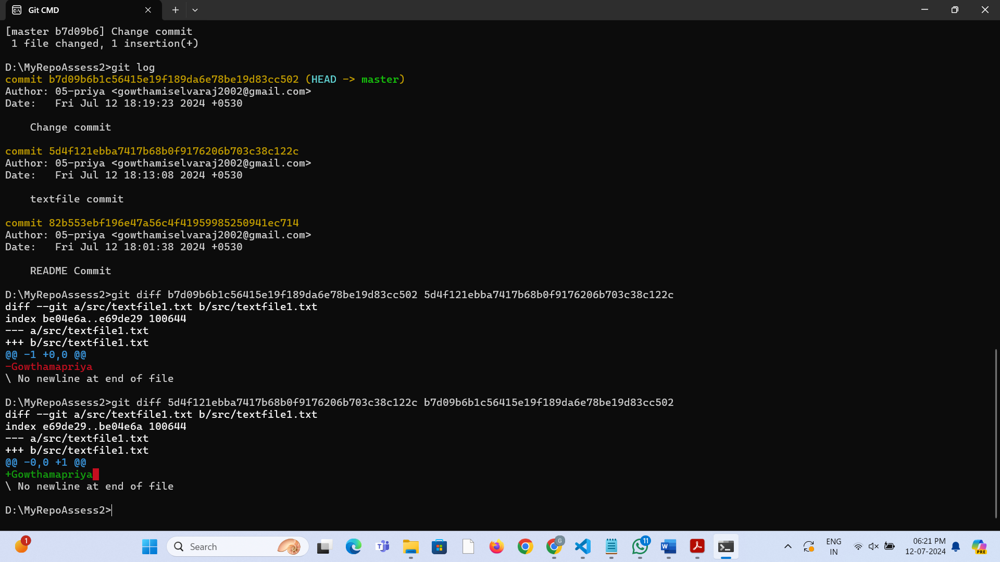 Git CMD
[master b7d09b6] Change commit
 1 file changed, 1 insertion(+)
D:\MyRepoAssess2>git log
commit b7d09b6b1c56415e19f189da6e78be19d83cc502 (HEAD -> master)
Author: 05-priya <gowthamiselvaraj2002@gmail.com>
Date:   Fri Jul 12 18:19:23 2024 +0530
    Change commit
commit 5d4f121ebba7417b68b0f9176206b703c38c122c
Author: 05-priya <gowthamiselvaraj2002@gmail.com>
Date:   Fri Jul 12 18:13:08 2024 +0530
    textfile commit
commit 82b553ebf196e47a56c4f41959985250941ec714
Author: 05-priya <gowthamiselvaraj2002@gmail.com>
Date:   Fri Jul 12 18:01:38 2024 +0530
    README Commit
D:\MyRepoAssess2>git diff b7d09b6b1c56415e19f189da6e78be19d83cc502 5d4f121ebba7417b68b0f9176206b703c38c122c
diff --git a/src/textfile1.txt b/src/textfile1.txt
index be04e6a..e69de29 100644
--- a/src/textfile1.txt
+++ b/src/textfile1.txt
@@ -1 +0,0 @@
-Gowthamapriya
\ No newline at end of file
D:\MyRepoAssess2>git diff 5d4f121ebba7417b68b0f9176206b703c38c122c b7d09b6b1c56415e19f189da6e78be19d83cc502
diff --git a/src/textfile1.txt b/src/textfile1.txt
index e69de29..be04e6a 100644
--- a/src/textfile1.txt
+++ b/src/textfile1.txt
@@ -0,0 +1 @@
+Gowthamapriya
\ No newline at end of file
D:\MyRepoAssess2>
1
Search
G
11
ENG
IN
06:21 PM
12-07-2024
PRE